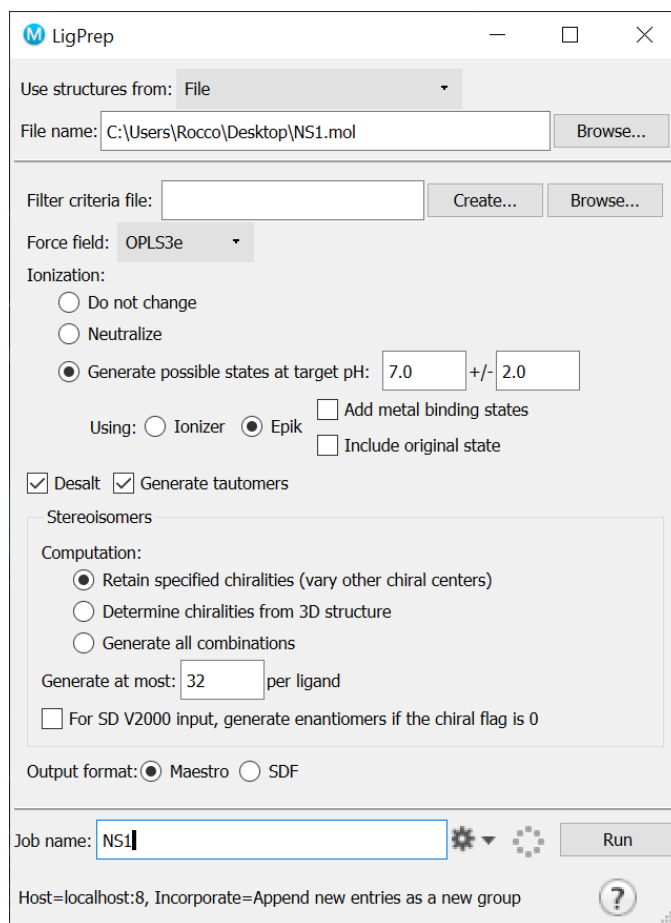 LigPrep
Use structures from: File
File name: C:\Users\Rocco\Desktop\NS1.mol Browse...
Filter criteria file: Create... Browse...
Force field: OPLS3e
Ionization:
Do not change
Neutralize
Generate possible states at target pH: 7.0 +/- 2.0
Add metal binding states
Using: Ionizer Epik
Include original state
Desalt Generate tautomers
Stereoisomers
Computation:
Retain specified chiralities (vary other chiral centers)
Determine chiralities from 3D structure
Generate all combinations
Generate at most: 32 per ligand
For SD V2000 input, generate enantiomers if the chiral flag is 0
Output format: Maestro SDF
Job name: NS1 Run
Host=localhost:8, Incorporate=Append new entries as a new group ?